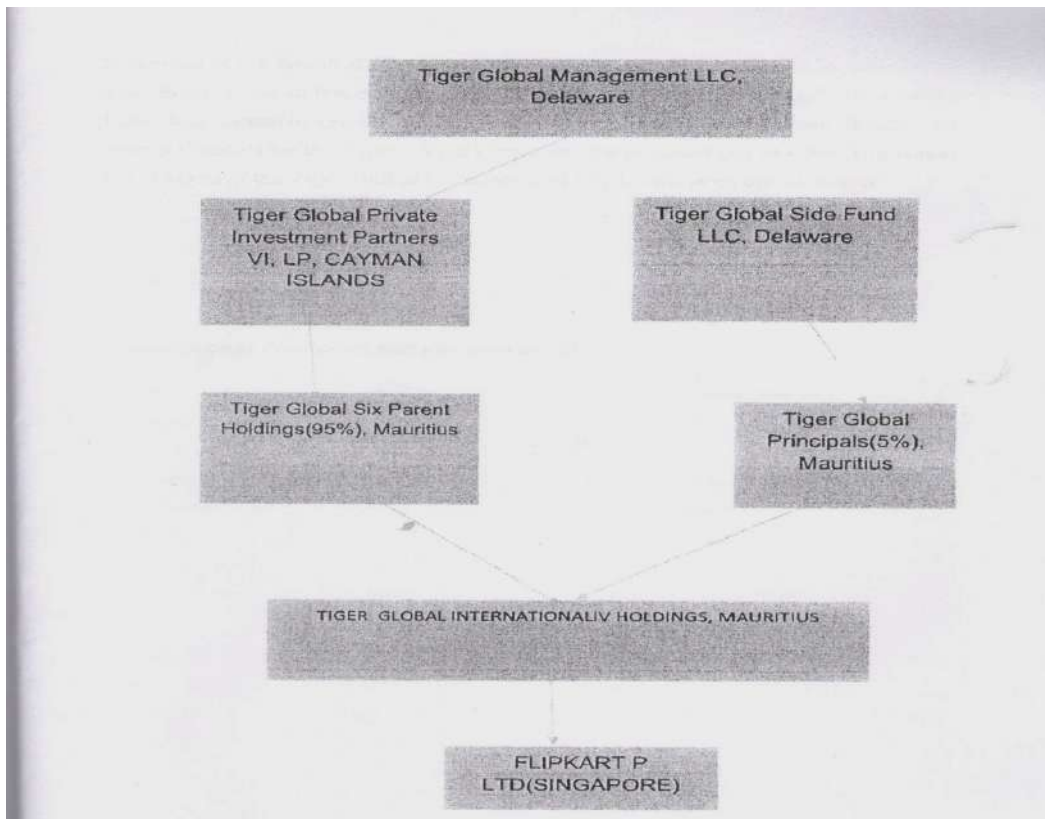 Tiger Global Management LLC,
Delaware
Tiger Global Private
Investment Partners
VI, LP, CAYMAN
ISLANDS
Tiger Global Side Fund
LLC, Delaware
Tiger Global Six Parent
Holdings(95%), Mauritius
Tiger Global
Principals(5%),
Mauritius
TIGER GLOBAL INTERNATIONALIV HOLDINGS, MAURITIUS
FLIPKART P
LTD(SINGAPORE)